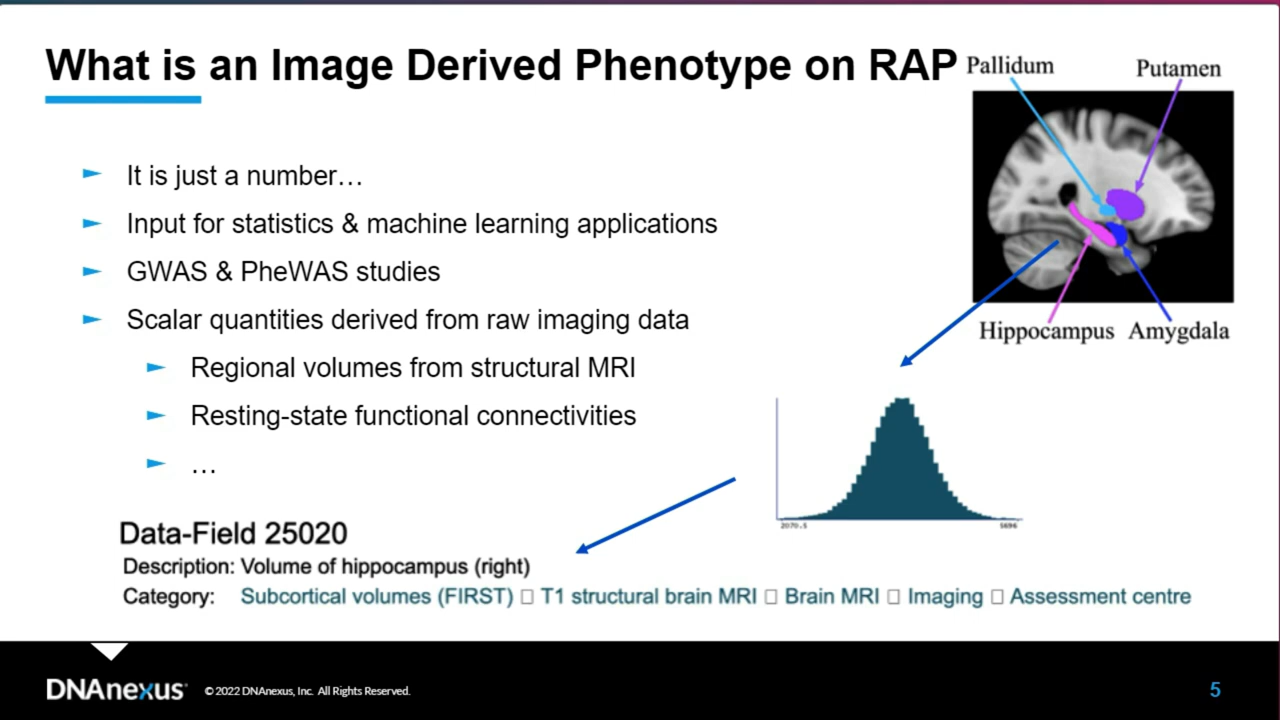 What is an Image Derived Phenotype on RAP
Pallidum
Putamen
It is just a number…
Input for statistics & machine learning applications
GWAS & PheWAS studies
Scalar quantities derived from raw imaging data
Regional volumes from structural MRI
Resting-state functional connectivities
…
Hippocampus
Amygdala
2070.5
5696
Data-Field 25020
Description: Volume of hippocampus (right)
Category: Subcortical volumes (FIRST) □ T1 structural brain MRI □ Brain MRI □ Imaging □ Assessment centre
DNAnexus
© 2022 DNAnexus, Inc. All Rights Reserved.
5